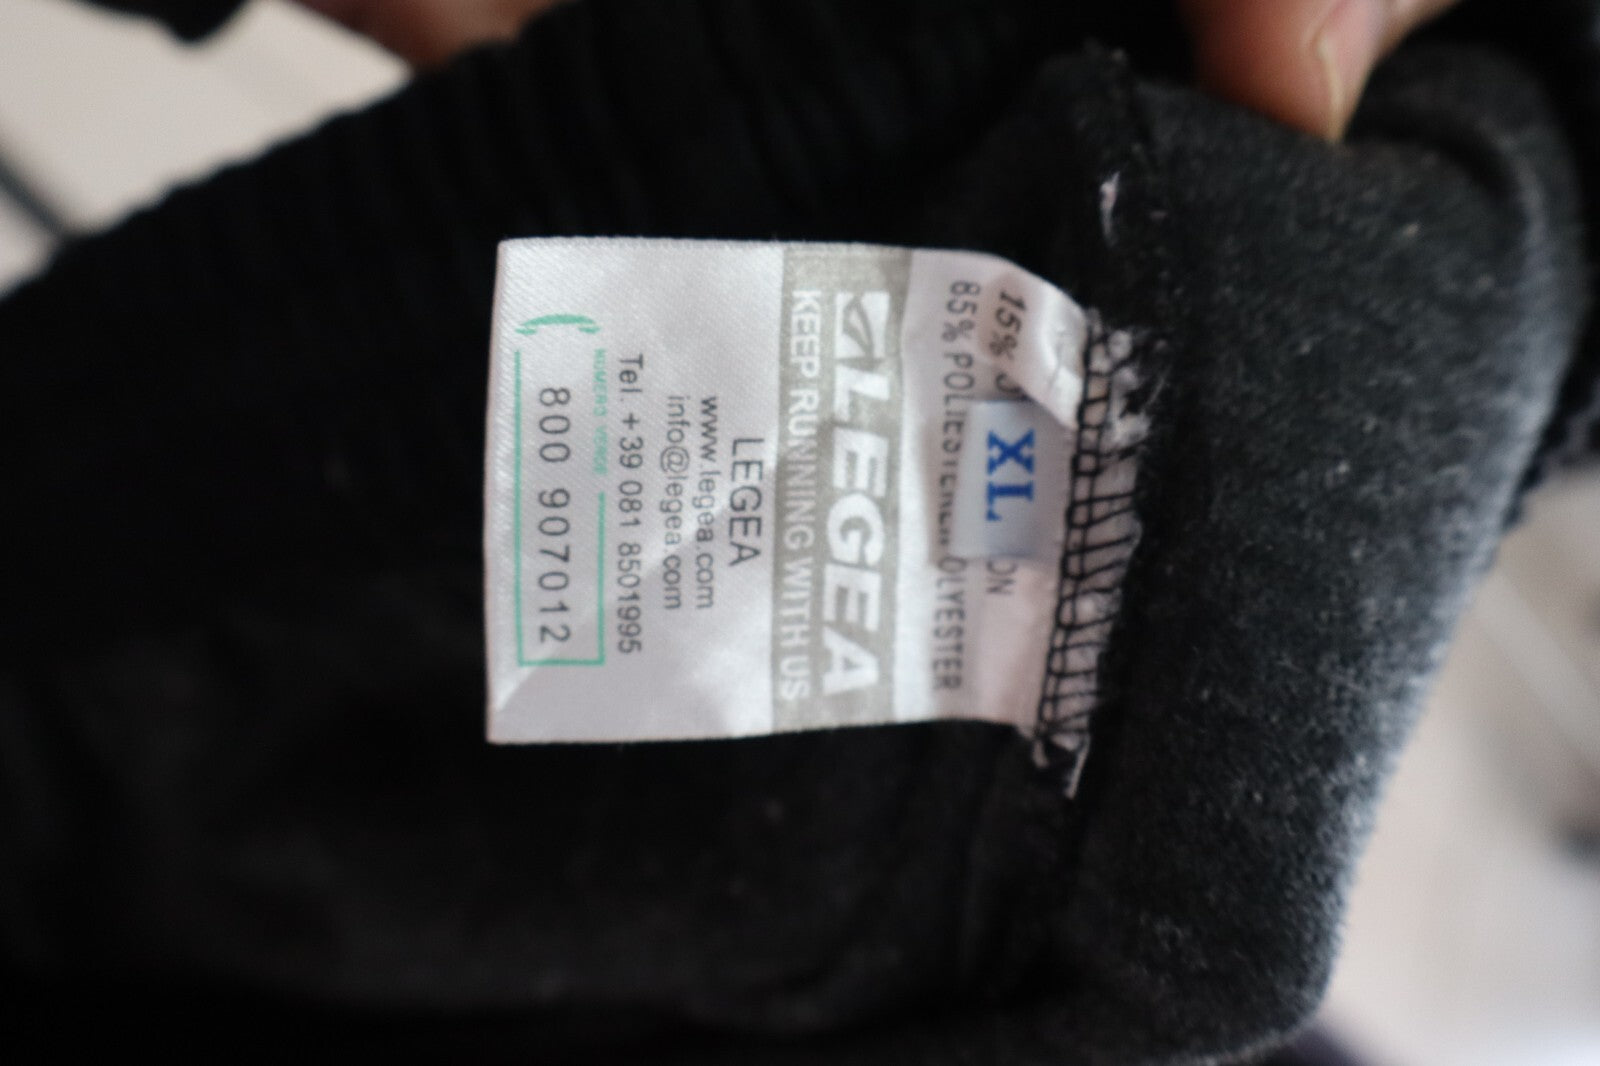 15%
XL
ON
85% POLIESTERE/POLYESTER
LEGEA
KEEP RUNNING WITH US
LEGEA
www.legea.com
info@legea.com
Tel. +39 081 8501995
NUMERO VERDE
800 907012